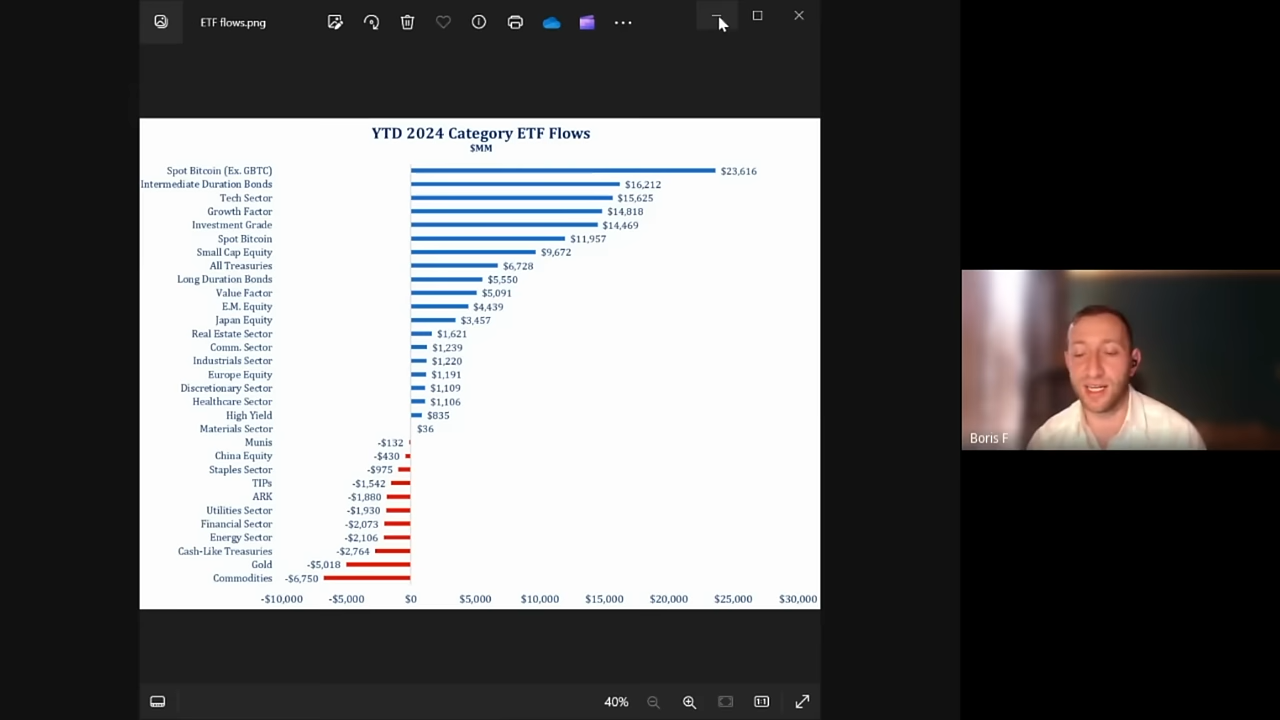 ETF flows.png
YTD 2024 Category ETF Flows
$MM
Spot Bitcoin (Ex. GBTC) $23,616
Intermediate Duration Bonds $16,212
Tech Sector $15,625
Growth Factor $14,818
Investment Grade $14,469
Spot Bitcoin $11,957
Small Cap Equity $9,672
All Treasuries $6,728
Long Duration Bonds $5,550
Value Factor $5,091
E.M. Equity $4,439
Japan Equity $3,457
Real Estate Sector $1,621
Comm. Sector $1,239
Industrials Sector $1,220
Europe Equity $1,191
Discretionary Sector $1,109
Healthcare Sector $1,106
High Yield $835
Materials Sector $36
Munis -$132
China Equity -$430
Staples Sector -$975
TIPs -$1,542
ARK -$1,880
Utilities Sector -$1,930
Financial Sector -$2,073
Energy Sector -$2,106
Cash-Like Treasuries -$2,764
Gold -$5,018
Commodities -$6,750
-$10,000 -$5,000 $0 $5,000 $10,000 $15,000 $20,000 $25,000 $30,000
Boris F
40%
1:1